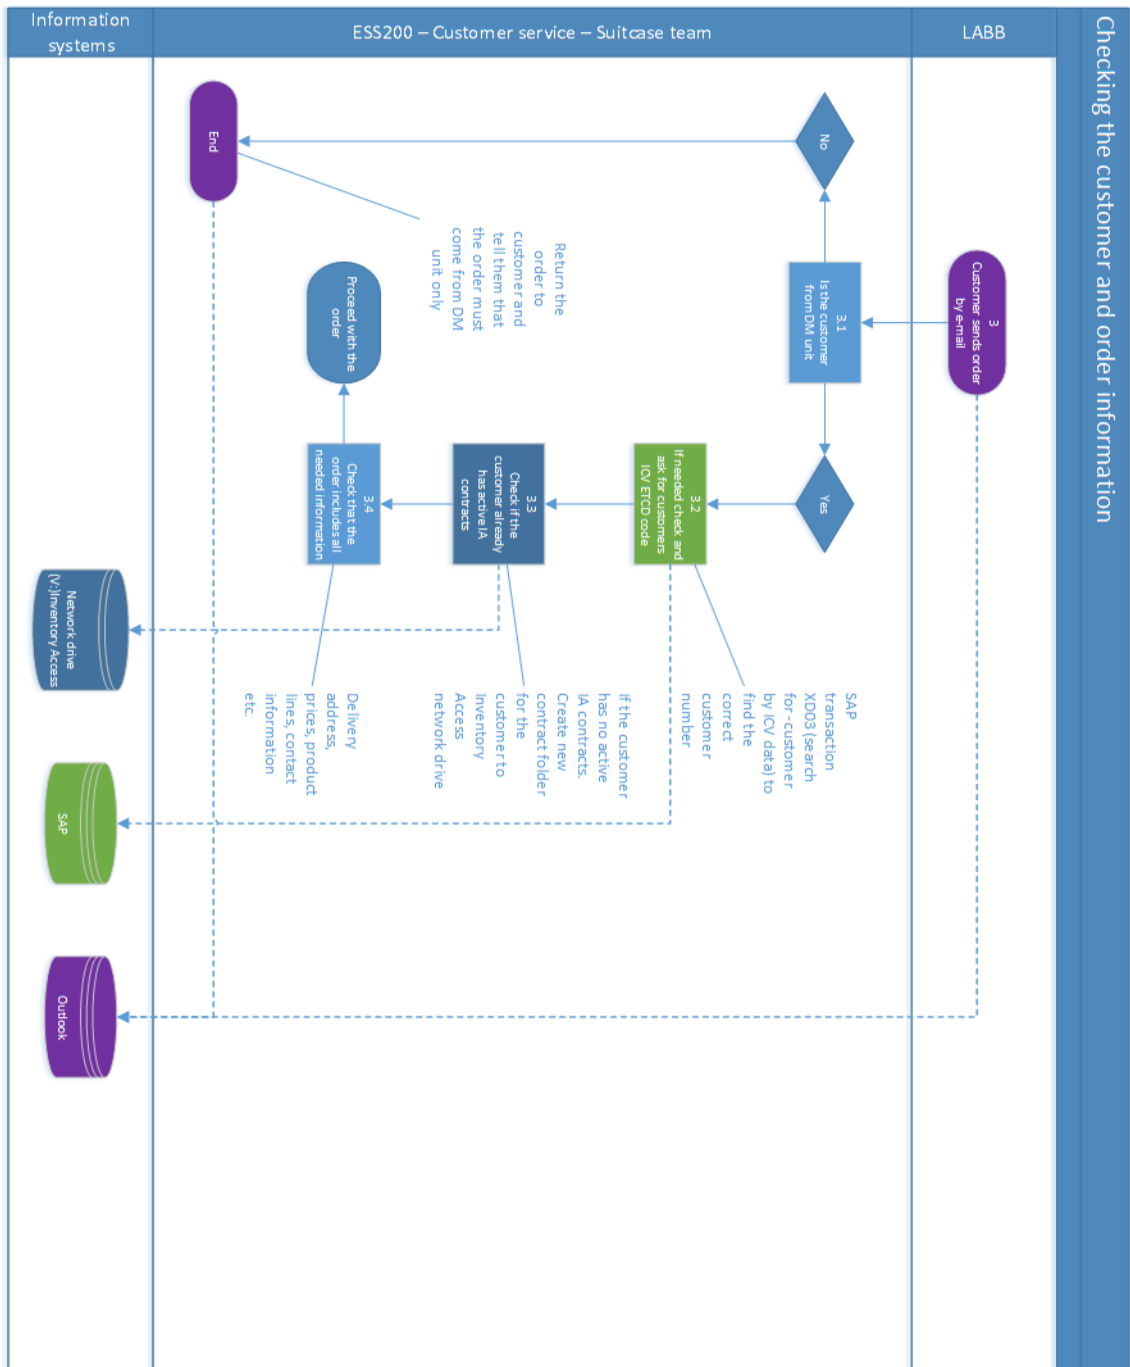 Checking the customer and order information
LABB
ESS200 – Customer service – Suitcase team
Information
systems
3
Customer sends order
by e-mail
3.1
Is the customer
from DM unit
No
Yes
End
Return the
order to
customer and
tell them that
the order must
come from DM
unit only
3.2
If needed check and
ask for customers
ICV ETCD code
SAP
transaction
XD03 (search
for -customer
by ICV data) to
find the
correct
customer
number
3.3
Check if the
customer already
has active IA
contracts
If the customer
has no active
IA contracts.
Create new
contract folder
for the
customer to
Inventory
Access
network drive
3.4
Check that the
order includes all
needed information
Delivery
address,
prices, product
lines, contact
information
etc.
Proceed with the
order
Network drive
(V:)Inventory Access
SAP
Outlook